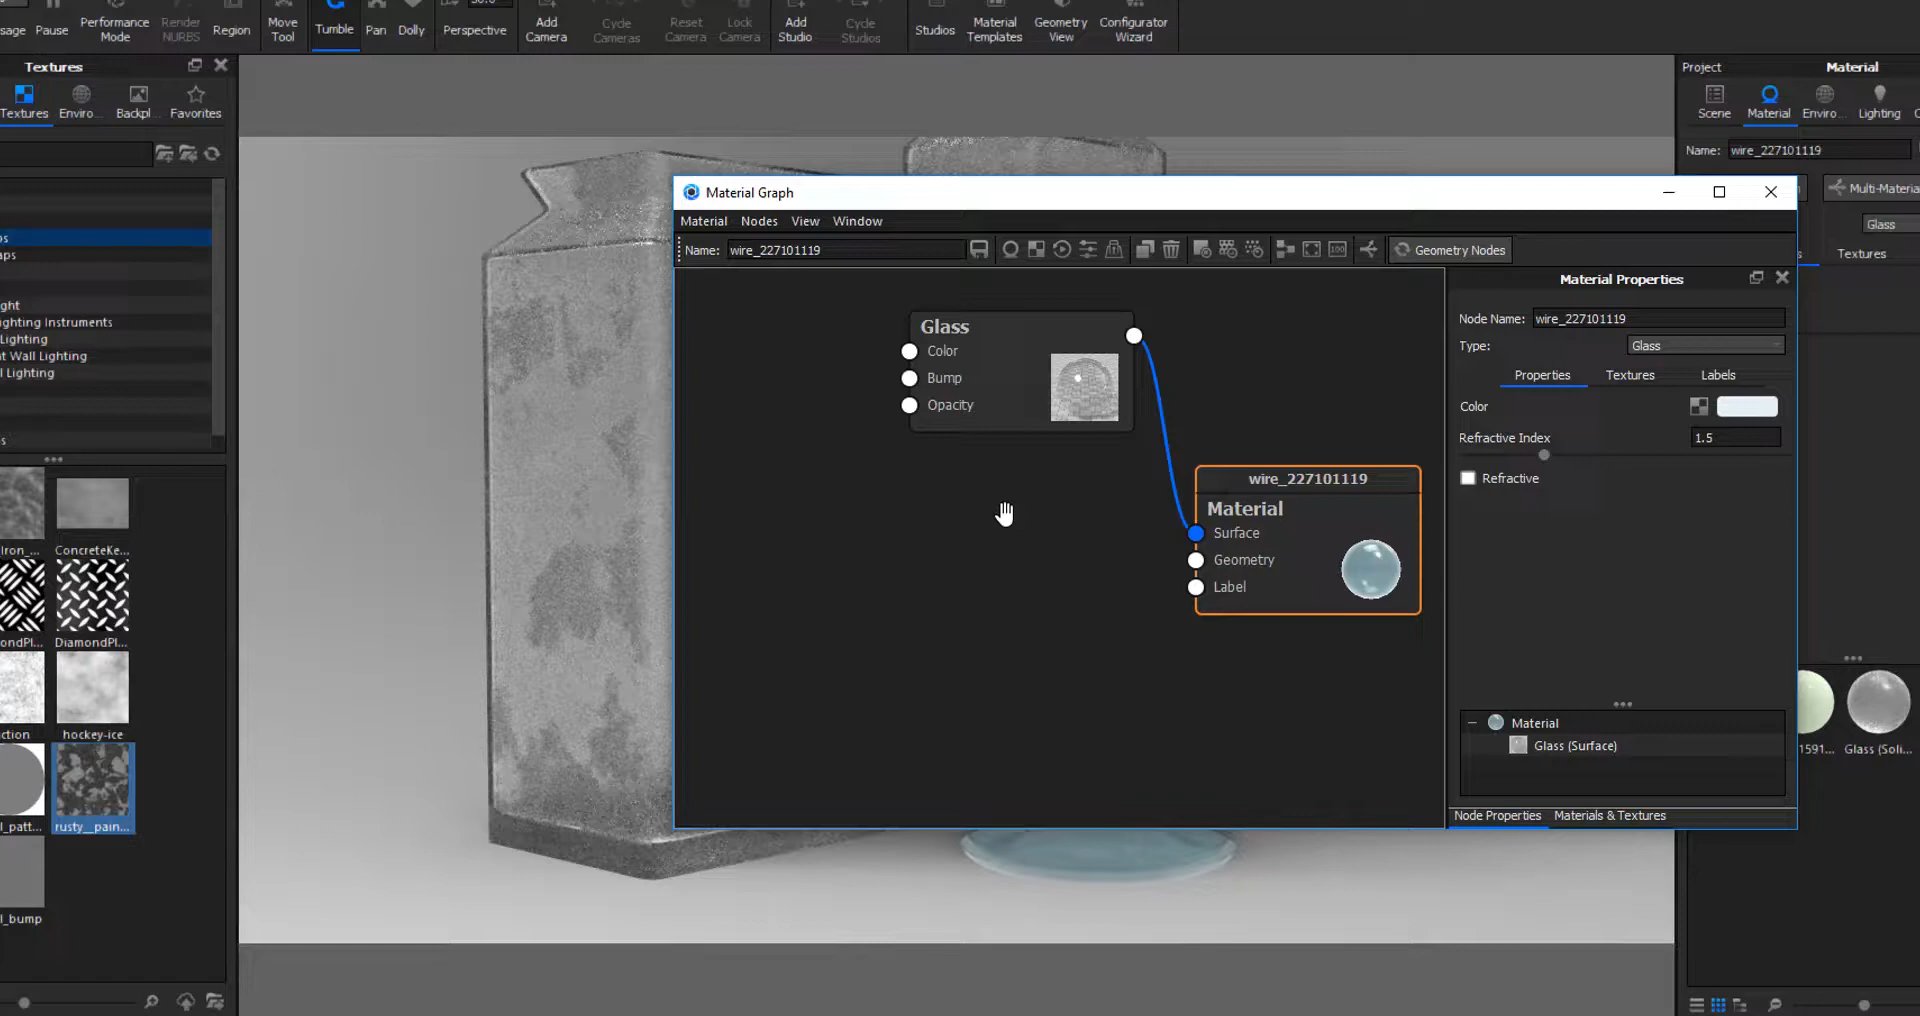 sage
Pause
Performance
Mode
Render
NURBS
Region
Move
Tool
Tumble
Pan
Dolly
Perspective
Add
Camera
Cycle
Cameras
Reset
Camera
Lock
Camera
Add
Studio
Cycle
Studios
Studios
Material
Templates
Geometry
View
Configurator
Wizard
Textures
Textures
Enviro...
Backpl...
Favorites
ps
aps
ght
ighting Instruments
Lighting
t Wall Lighting
l Lighting
s
Iron_...
ConcreteKe...
ondPl...
DiamondPl...
ction
hockey-ice
l_patt...
rusty__pain...
l_bump
Material Graph
Material
Nodes
View
Window
Name:
wire_227101119
100
Geometry Nodes
Glass
Color
Bump
Opacity
wire_227101119
Material
Surface
Geometry
Label
Material Properties
Node Name:
wire_227101119
Type:
Glass
Properties
Textures
Labels
Color
Refractive Index
1.5
Refractive
Material
Glass (Surface)
Node Properties
Materials & Textures
Project
Material
Scene
Material
Enviro...
Lighting
Name:
wire_227101119
Multi-Materia
Glass
Textures
1591...
Glass (Soli...